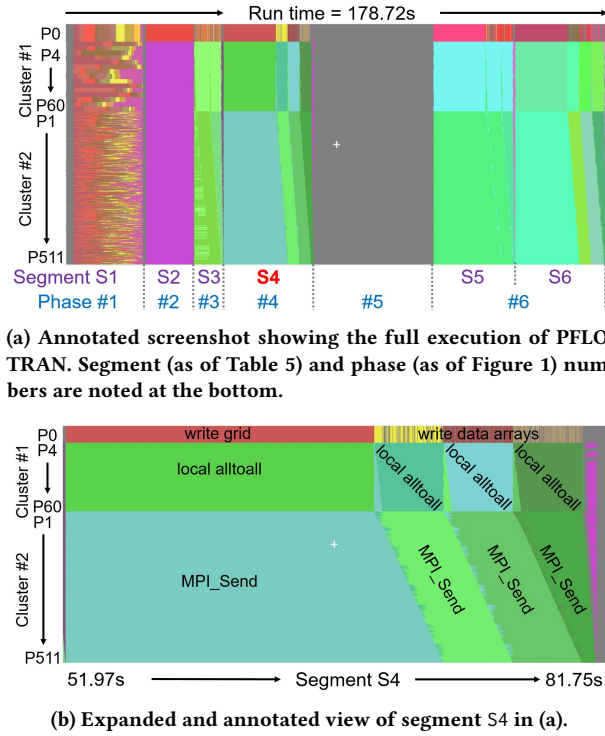 Run time = 178.72s
P0
P4
P60
P1
P511
Cluster #1
Cluster #2
Segment S1 S2 S3 S4 S5 S6
Phase #1 #2 #3 #4 #5 #6
(a) Annotated screenshot showing the full execution of PFLO
TRAN. Segment (as of Table 5) and phase (as of Figure 1) num
bers are noted at the bottom.
P0
P4
P60
P1
P511
Cluster #1
Cluster #2
write grid write data arrays
local alltoall local alltoall local alltoall local alltoall
MPI_Send MPI_Send MPI_Send MPI_Send
51.97s Segment S4 81.75s
(b) Expanded and annotated view of segment S4 in (a).